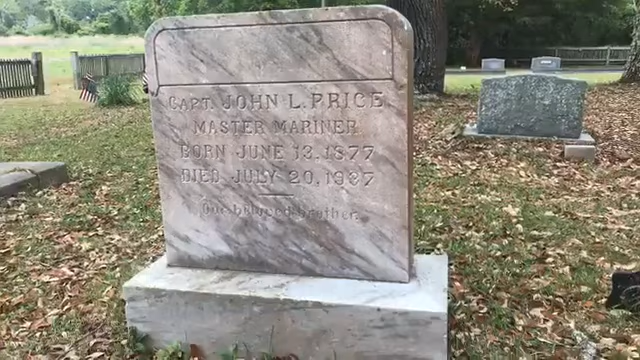 CAPT. JOHN L. PRICE
MASTER MARINER
BORN JUNE 13, 1877
DIED JULY 20, 1937
Our beloved brother.